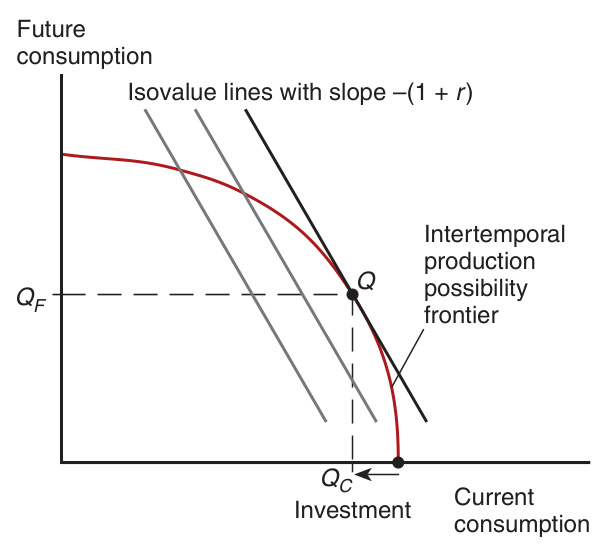 Future
consumption
Isovalue lines with slope –(1 + r)
Intertemporal
production
possibility
frontier
Q
Q_F
Q_C
Investment
Current
consumption